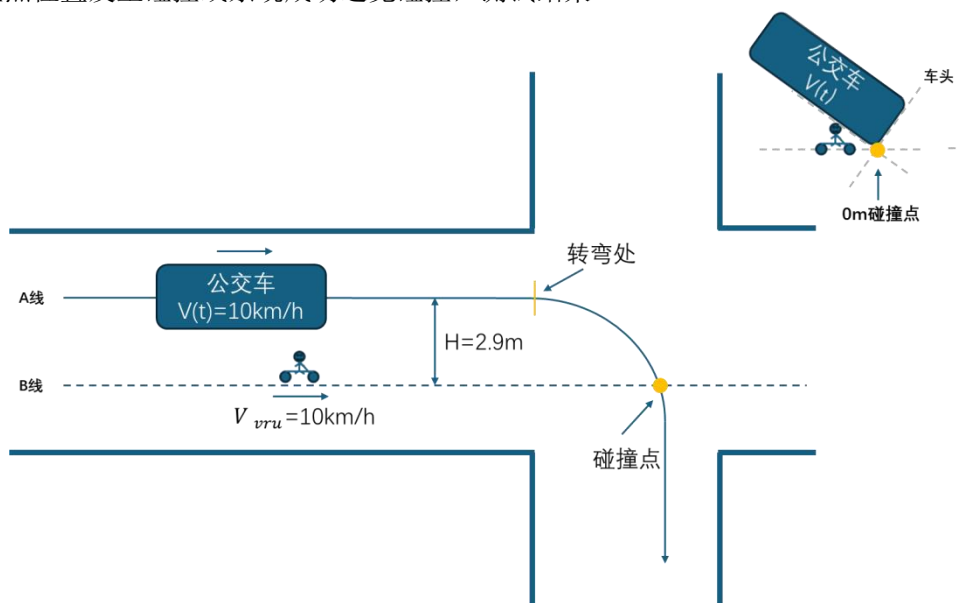 公交车
V(t)
车头
0m碰撞点
转弯处
A线
公交车
V(t)=10km/h
H=2.9m
B线
V vru=10km/h
碰撞点